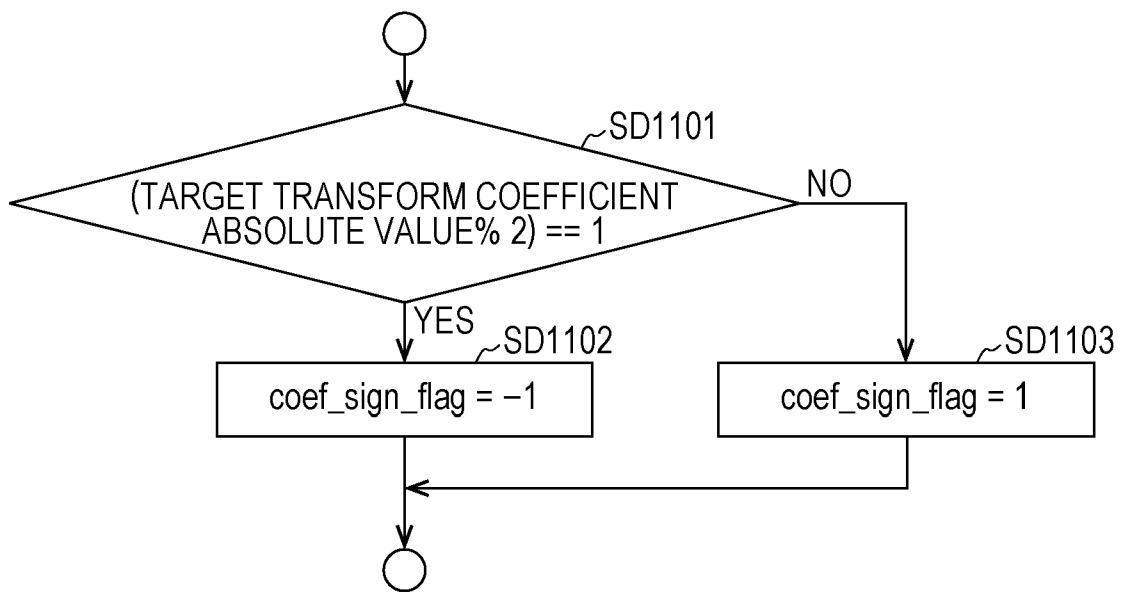 SD1101
(TARGET TRANSFORM COEFFICIENT
ABSOLUTE VALUE% 2) == 1
NO
YES
SD1102
coef_sign_flag = –1
SD1103
coef_sign_flag = 1